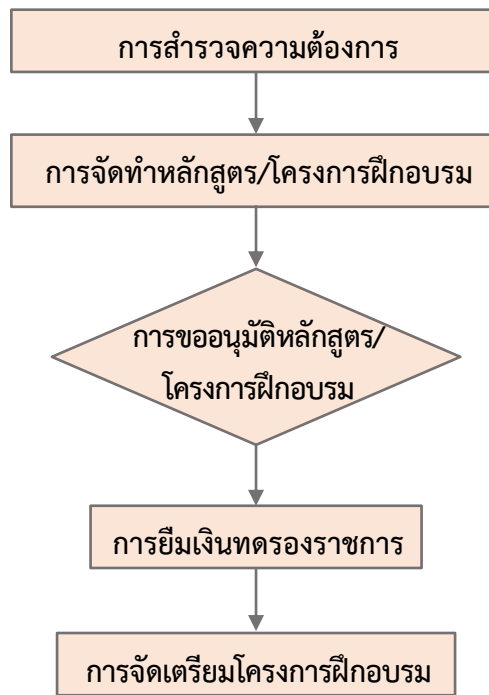 การสำรวจความต้องการ
การจัดทำหลักสูตร/โครงการฝึกอบรม
การขออนุมัติหลักสูตร/
โครงการฝึกอบรม
การยืมเงินทดรองราชการ
การจัดเตรียมโครงการฝึกอบรม